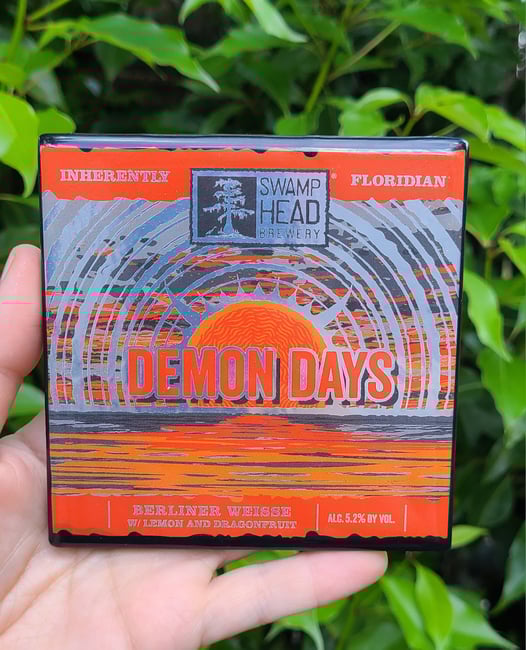 INHERENTLY
SWAMP
HEAD
BREWERY
®
FLORIDIAN
DEMON DAYS
BERLINER WEISSE
W/ LEMON AND DRAGONFRUIT
ALC. 5.2% BY VOL.